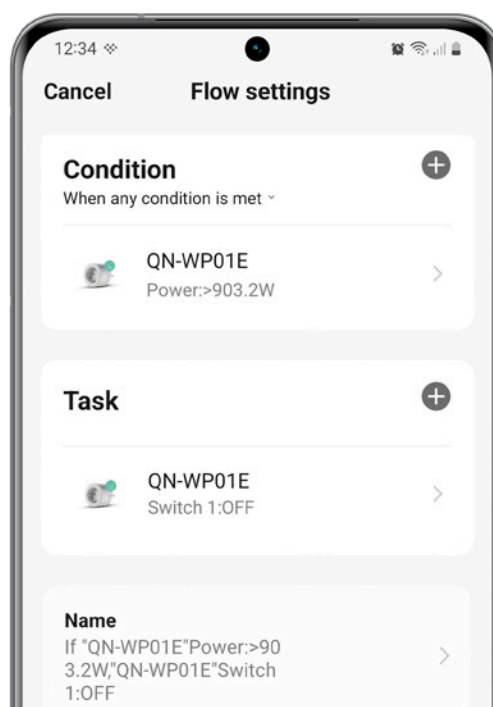 12:34
Cancel
Flow settings
Condition
When any condition is met
QN-WP01E
Power:>903.2W
Task
QN-WP01E
Switch 1:OFF
Name
If "QN-WP01E"Power:>90
3.2W,"QN-WP01E"Switch
1:OFF